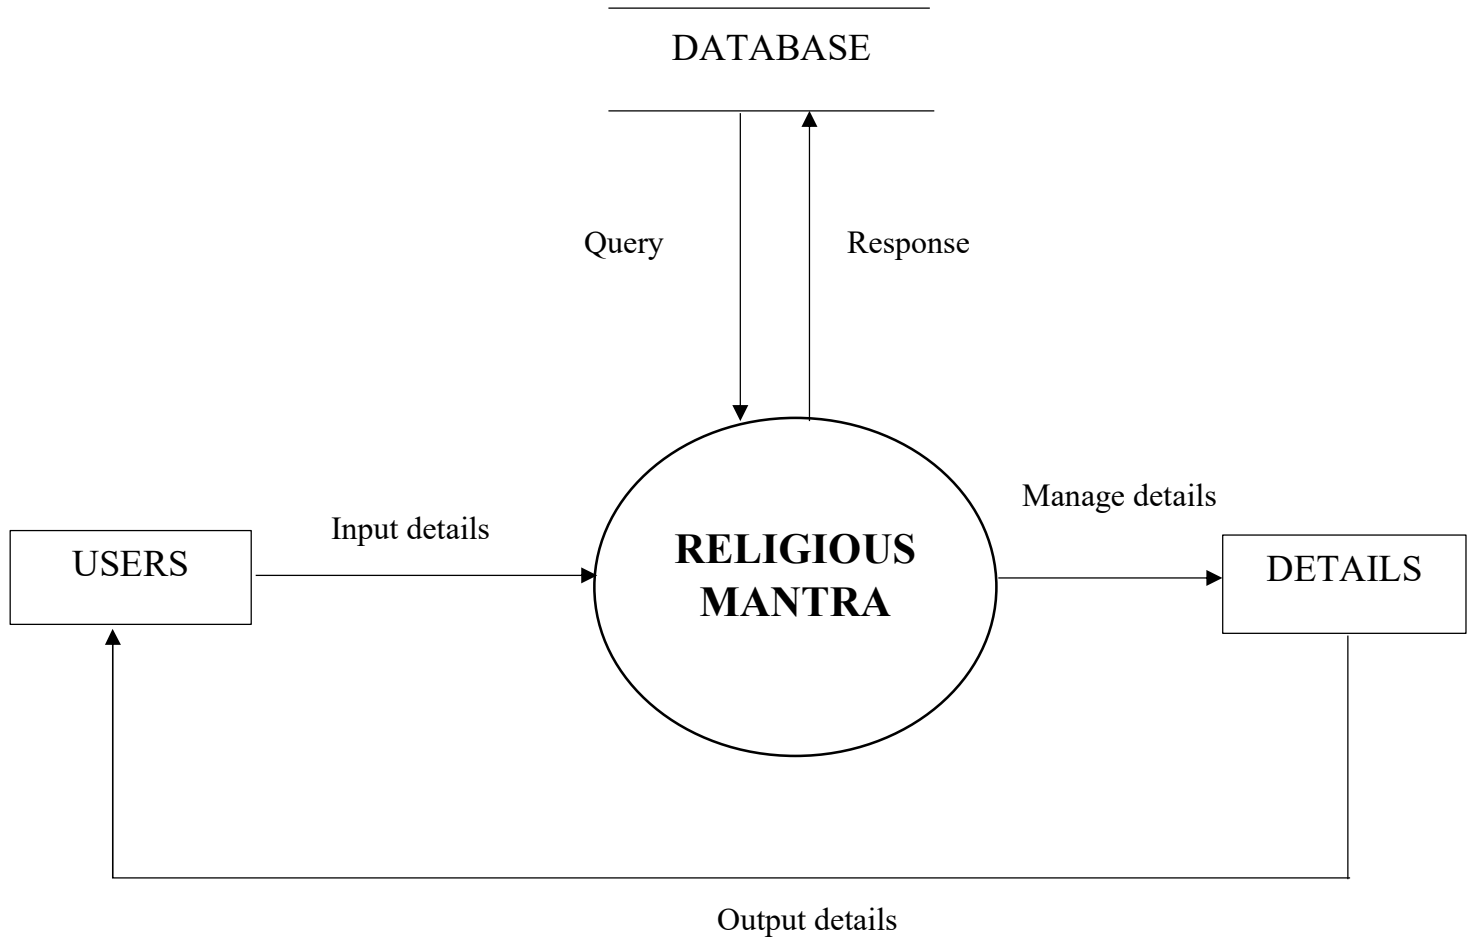 DATABASE
Query
Response
Manage details
Input details
USERS
RELIGIOUS
MANTRA
DETAILS
Output details